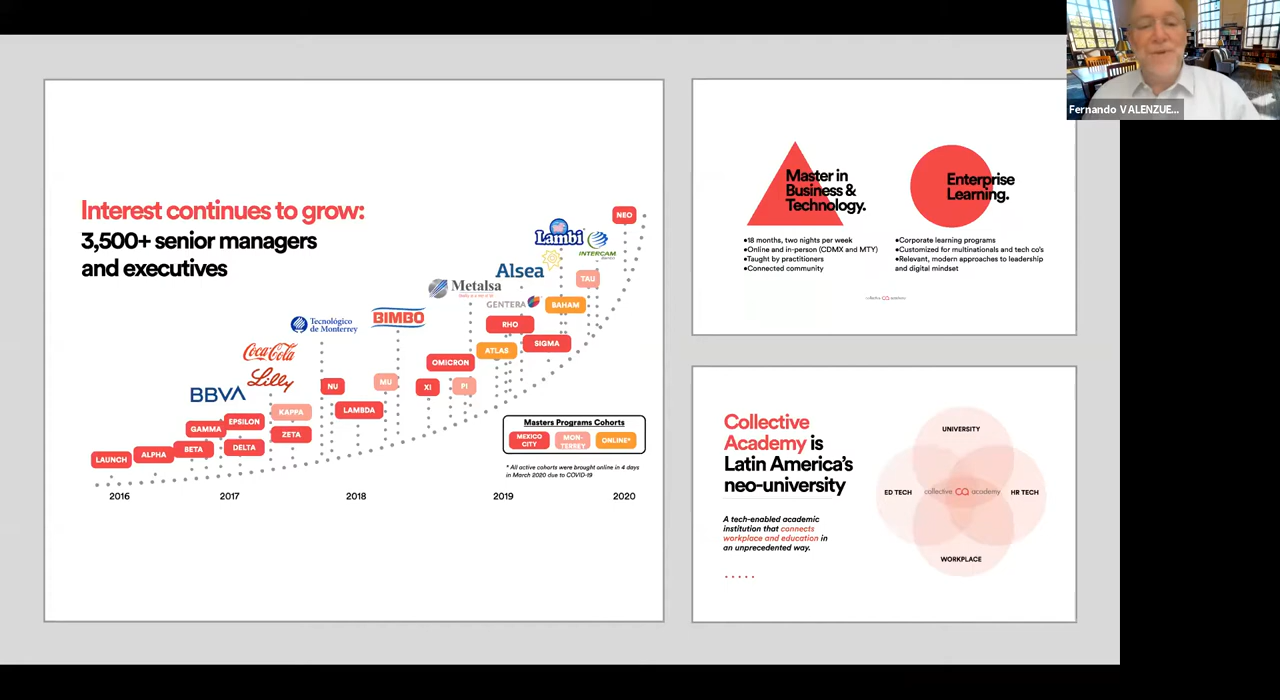 Interest continues to grow:
3,500+ senior managers
and executives
LAUNCH
ALPHA
BETA
GAMMA
DELTA
EPSILON
ZETA
KAPPA
BBVA
Lilly
Coca-Cola
Tecnológico
de Monterrey
NU
LAMBDA
MU
BIMBO
XI
OMICRON
PI
Metalsa
ATLAS
RHO
GENTERA
Alsea
SIGMA
BAHAM
TAU
Lambi
INTERCAM
NEO
Masters Programs Cohorts
MEXICO
CITY
MON-
TERREY
ONLINE*
* All active cohorts were brought online in 4 days
in March 2020 due to COVID-19
2016
2017
2018
2019
2020
Master in
Business &
Technology.
•18 months, two nights per week
•Online and in-person (CDMX and MTY)
•Taught by practitioners
•Connected community
Enterprise
Learning.
•Corporate learning programs
•Customized for multinationals and tech co's
•Relevant, modern approaches to leadership
and digital mindset
collective CA academy
Collective
Academy is
Latin America's
neo-university
A tech-enabled academic
institution that connects
workplace and education in
an unprecedented way.
UNIVERSITY
ED TECH
collective CA academy
HR TECH
WORKPLACE
Fernando VALENZUE...